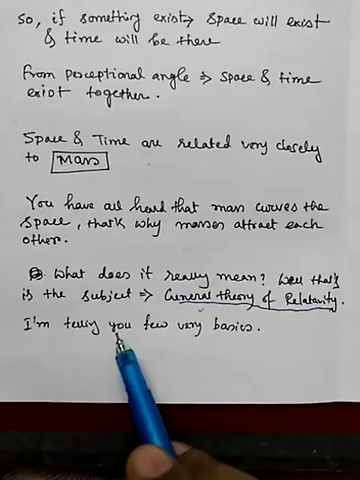 So, if something exist → Space will exist
& time will be there
From perceptional angle ⇒ space & time
exist together.
Space & Time are related very closely
to Mass
You have all heard that mass curves the
space, that's why masses attract each
other.
What does it really mean? Well that's
is the subject ⇒ General theory of Relatavity.
I'm telling you few very basics.